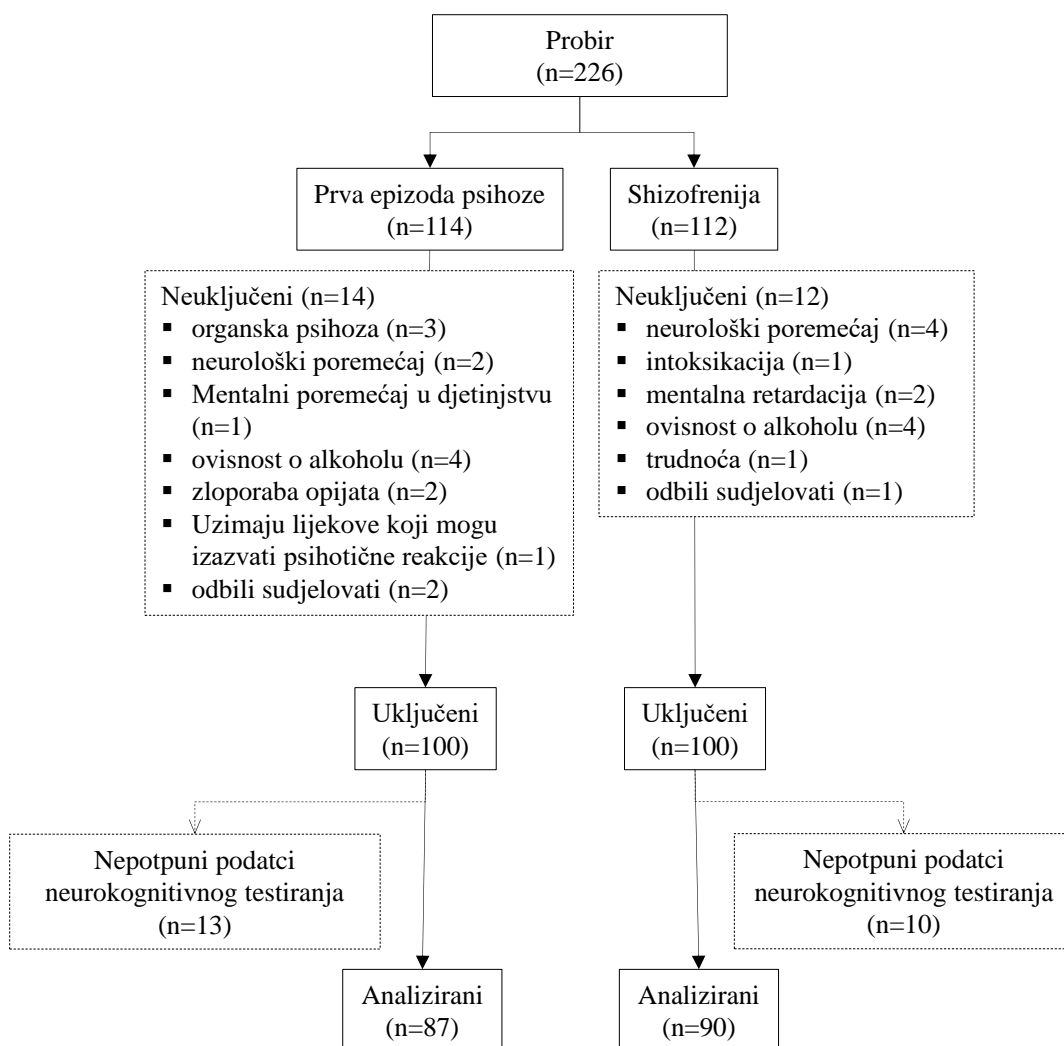 Probir
(n=226)
Prva epizoda psihoze
(n=114)
Shizofrenija
(n=112)
Neuključeni (n=14)
▪ organska psihoza (n=3)
▪ neurološki poremećaj (n=2)
▪ Mentalni poremećaj u djetinjstvu
(n=1)
▪ ovisnost o alkoholu (n=4)
▪ zloporaba opijata (n=2)
▪ Uzimaju lijekove koji mogu
izazvati psihotične reakcije (n=1)
▪ odbili sudjelovati (n=2)
Neuključeni (n=12)
▪ neurološki poremećaj (n=4)
▪ intoksikacija (n=1)
▪ mentalna retardacija (n=2)
▪ ovisnost o alkoholu (n=4)
▪ trudnoća (n=1)
▪ odbili sudjelovati (n=1)
Uključeni
(n=100)
Uključeni
(n=100)
Nepotpuni podatci
neurokognitivnog testiranja
(n=13)
Nepotpuni podatci
neurokognitivnog testiranja
(n=10)
Analizirani
(n=87)
Analizirani
(n=90)